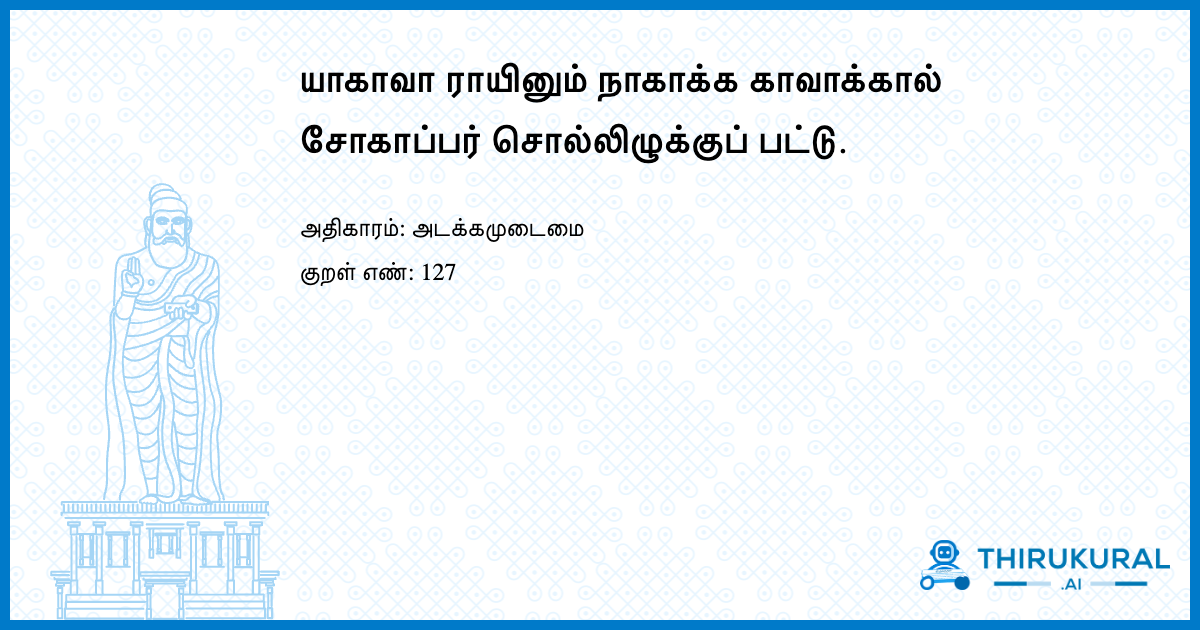 யாகாவா ராயினும் நாகாக்க காவாக்கால்
சோகாப்பர் சொல்லிழுக்குப் பட்டு.
அதிகாரம்: அடக்கமுடைமை
குறள் எண்: 127
THIRUKURAL
.AI